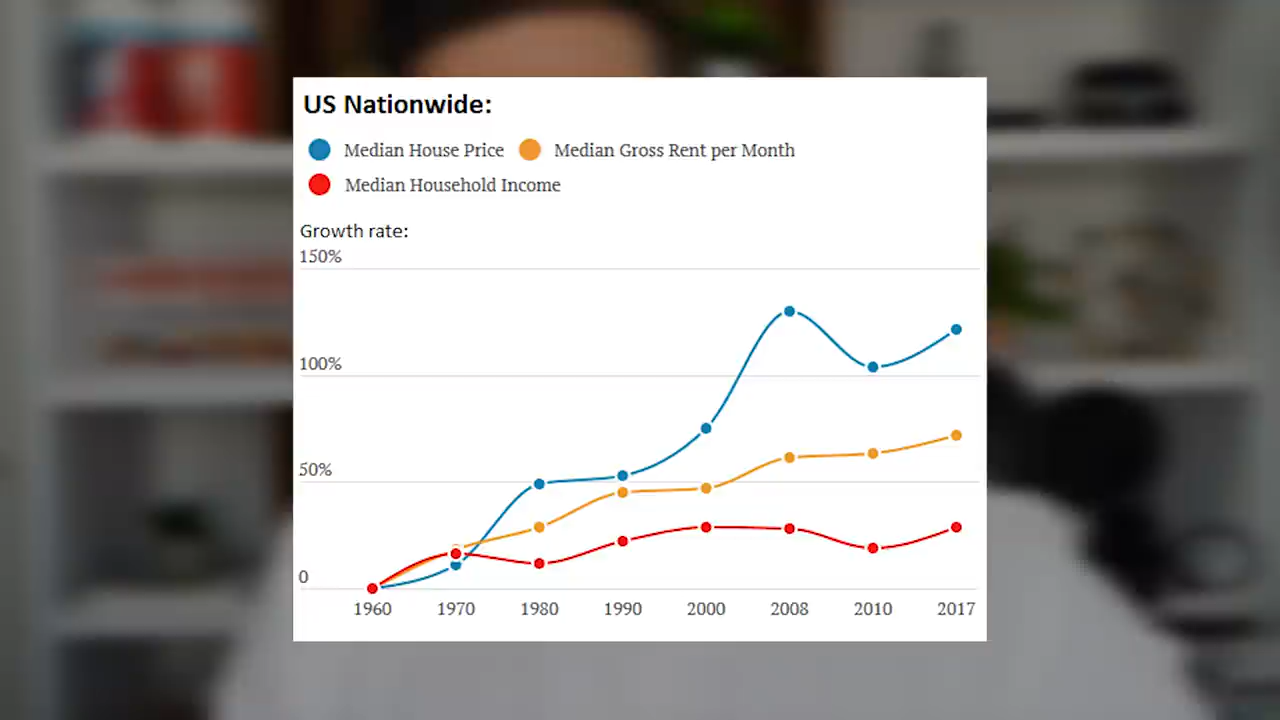 US Nationwide:
Median House Price Median Gross Rent per Month
Median Household Income
Growth rate:
150%
100%
50%
0
1960 1970 1980 1990 2000 2008 2010 2017